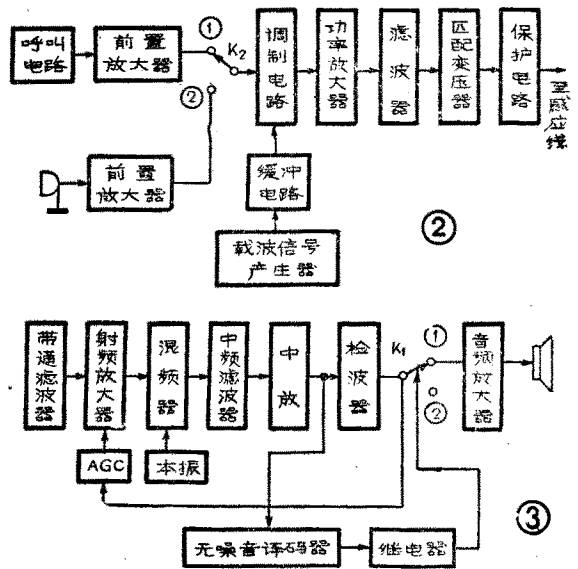 呼叫
电路
前置
放大器
①
K₂
②
前置
放大器
调制电路
功率放大器
滤波器
匹配变压器
保护电路
至感应线
缓冲
电路
载波信号
产生器
②
带通滤波器
射频放大器
混频器
中频滤波器
中放
检波器
K₁
①
②
音频放大器
AGC
本振
无噪音译码器
继电器
③